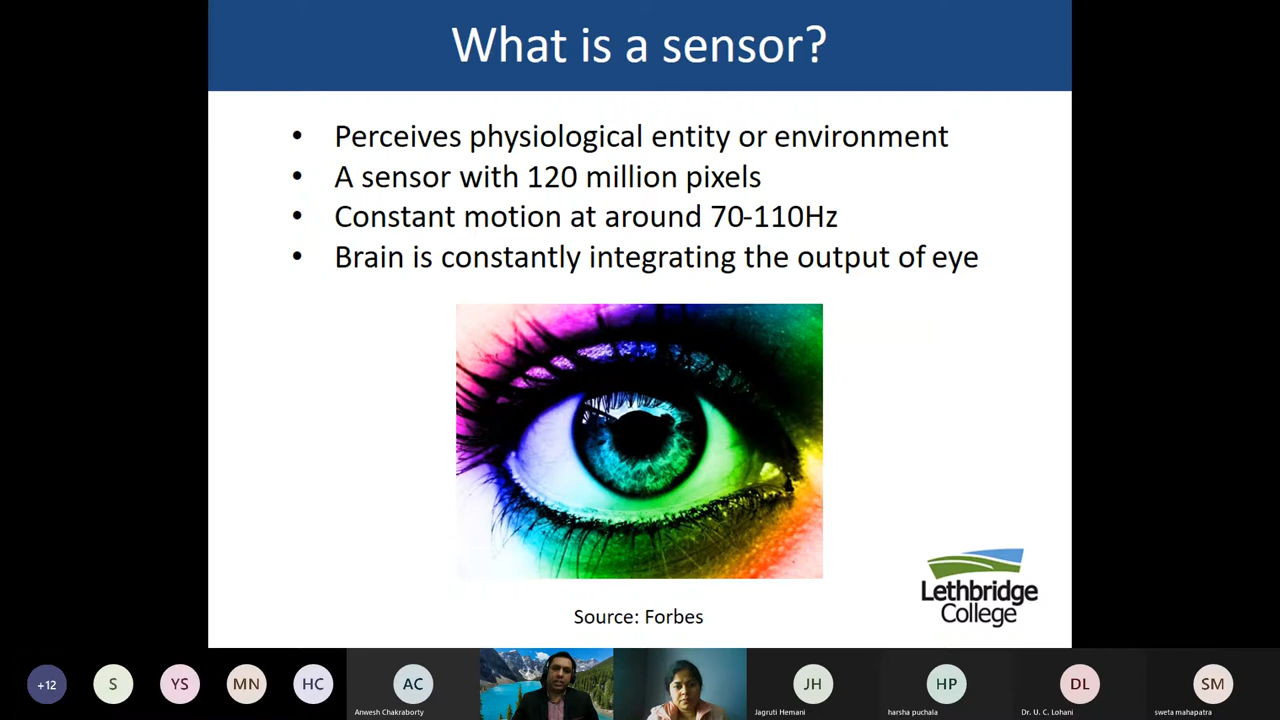 What is a sensor?
• Perceives physiological entity or environment
• A sensor with 120 million pixels
• Constant motion at around 70-110Hz
• Brain is constantly integrating the output of eye
Lethbridge
College
Source: Forbes
+12
S
YS
MN
HC
AC
JH
HP
DL
SM
Anwesh Chakraborty
Jagruti Hemani
harsha puchala
Dr. U. C. Lohani
sweta mahapatra